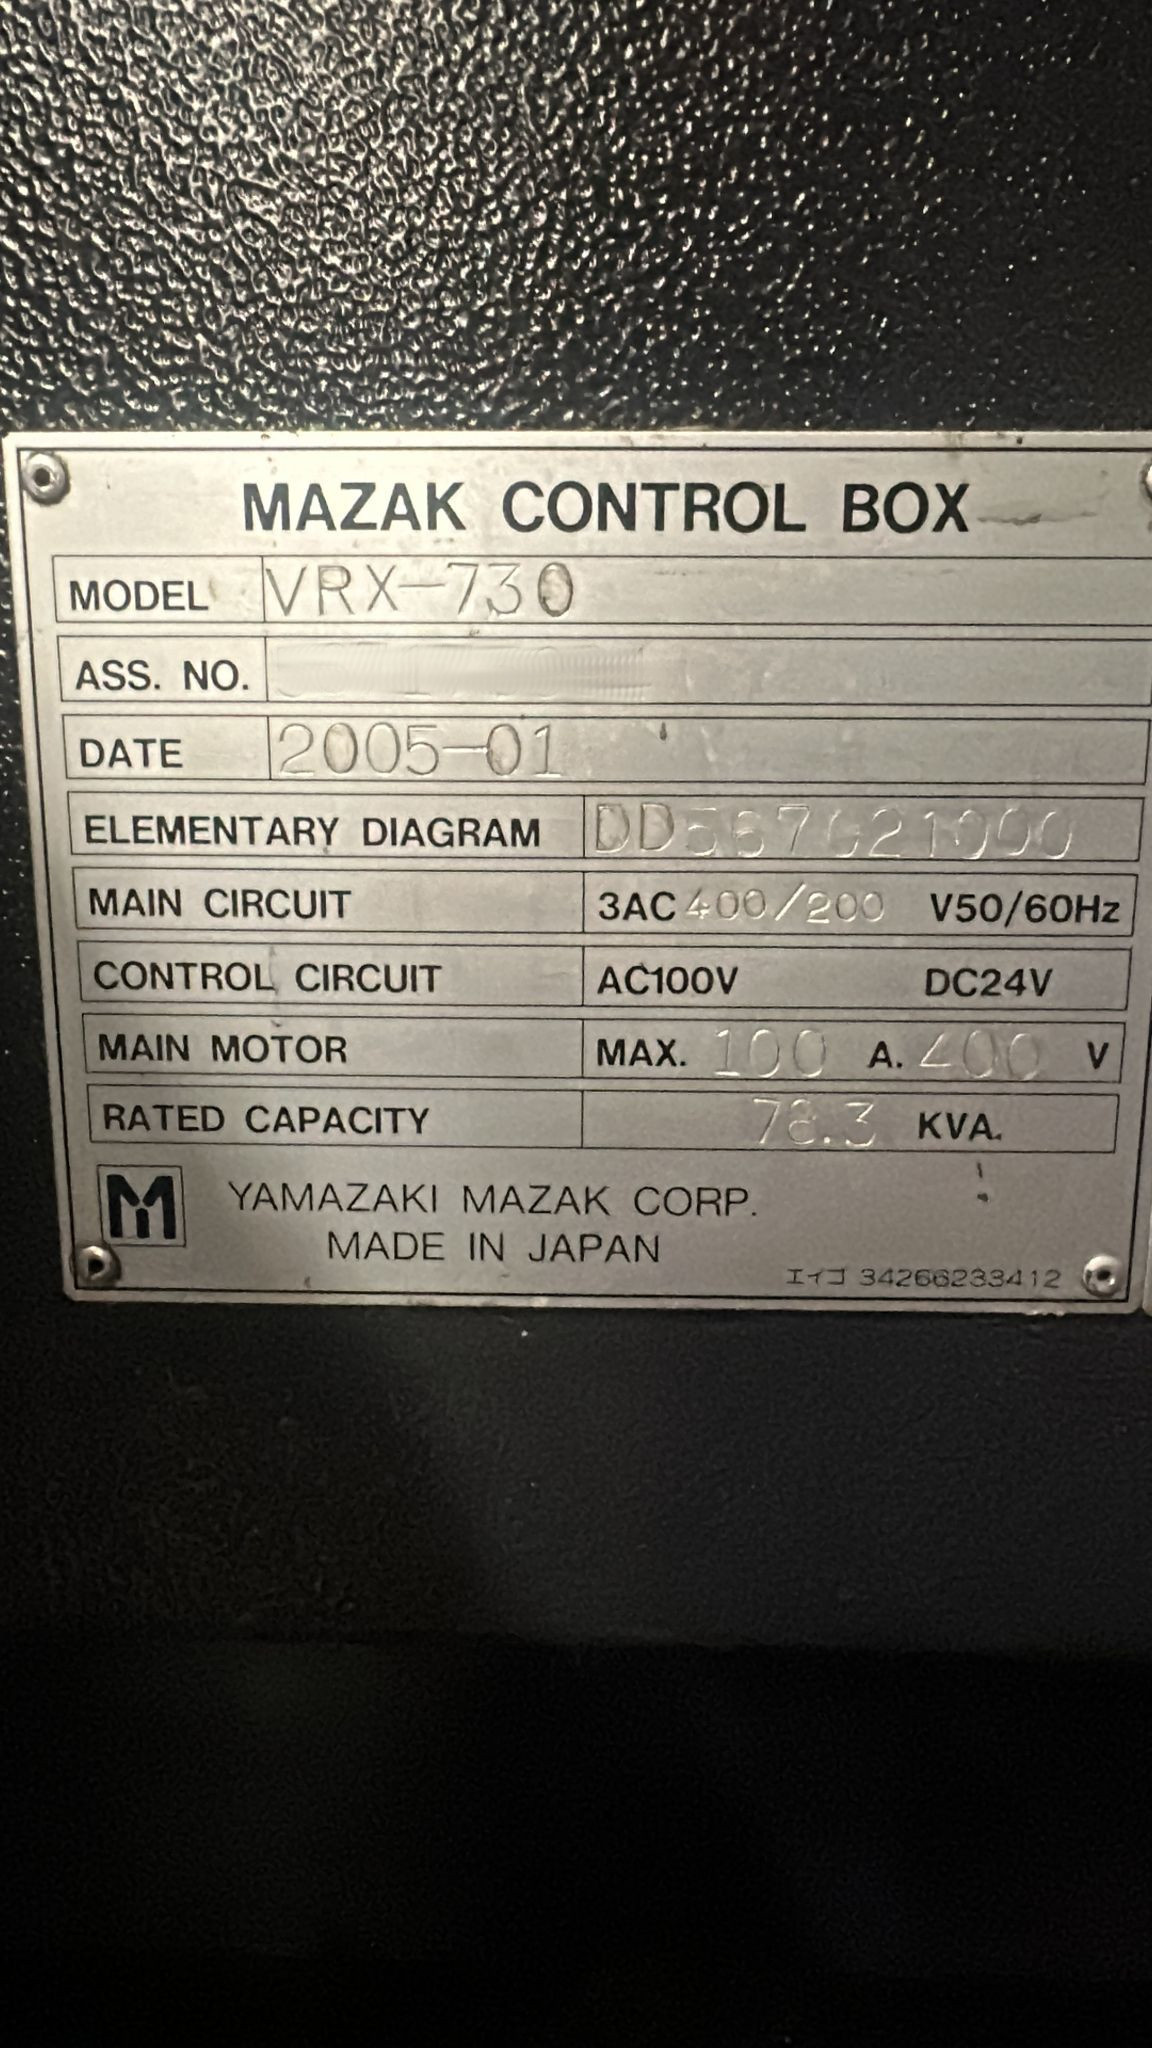 MAZAK CONTROL BOX
MODEL VRX-730
ASS. NO.
DATE 2005-01
ELEMENTARY DIAGRAM DD567621000
MAIN CIRCUIT 3AC 400/200 V50/60Hz
CONTROL CIRCUIT AC100V DC24V
MAIN MOTOR MAX. 100 A. 400 V
RATED CAPACITY 78.3 KVA.
YAMAZAKI MAZAK CORP.
MADE IN JAPAN
エイコ 34266233412